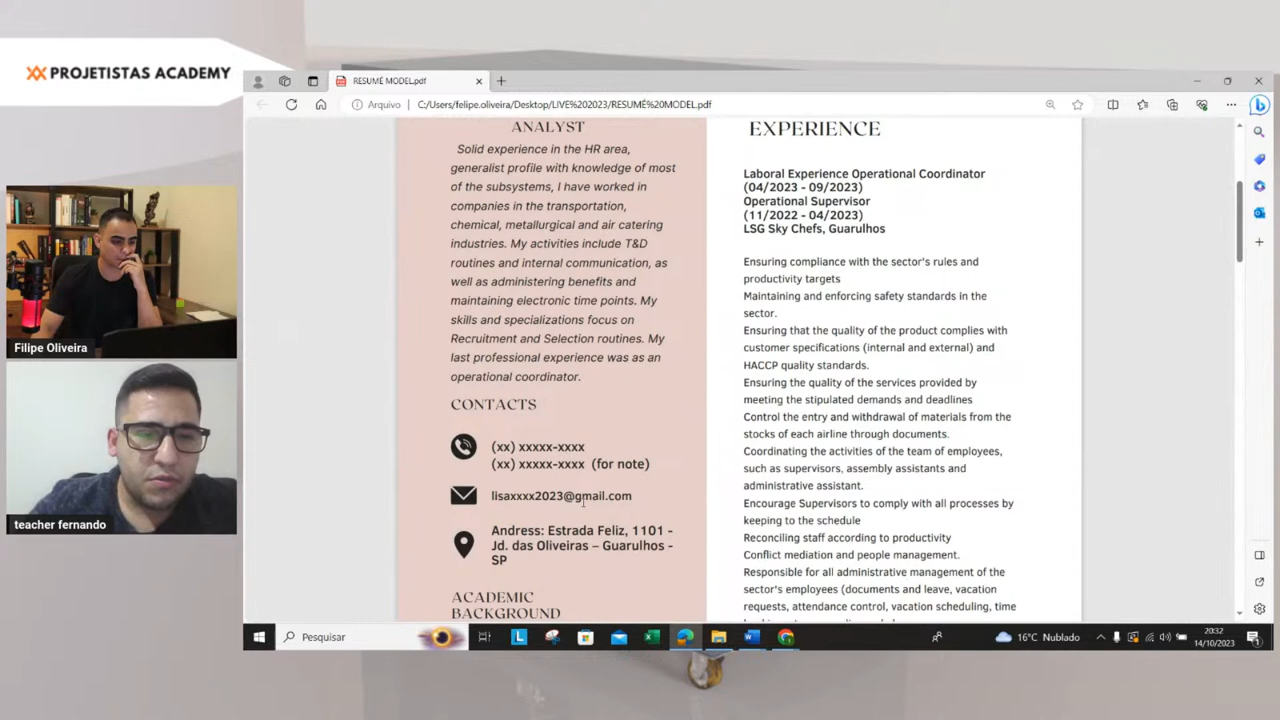 PROJETISTAS ACADEMY
RESUMÉ MODEL.pdf
Arquivo
C:/Users/felipe.oliveira/Desktop/LIVE%202023/RESUMÉ%20MODEL.pdf
ANALYST
Solid experience in the HR area,
generalist profile with knowledge of most
of the subsystems, I have worked in
companies in the transportation,
chemical, metallurgical and air catering
industries. My activities include T&D
routines and internal communication, as
well as administering benefits and
maintaining electronic time points. My
skills and specializations focus on
Recruitment and Selection routines. My
last professional experience was as an
operational coordinator.
CONTACTS
(xx) xxxxx-xxxx
(xx) xxxxx-xxxx (for note)
lisaxxxx2023@gmail.com
Andress: Estrada Feliz, 1101 -
Jd. das Oliveiras – Guarulhos -
SP
ACADEMIC
BACKGROUND
EXPERIENCE
Laboral Experience Operational Coordinator
(04/2023 - 09/2023)
Operational Supervisor
(11/2022 - 04/2023)
LSG Sky Chefs, Guarulhos
Ensuring compliance with the sector's rules and
productivity targets
Maintaining and enforcing safety standards in the
sector.
Ensuring that the quality of the product complies with
customer specifications (internal and external) and
HACCP quality standards.
Ensuring the quality of the services provided by
meeting the stipulated demands and deadlines
Control the entry and withdrawal of materials from the
stocks of each airline through documents.
Coordinating the activities of the team of employees,
such as supervisors, assembly assistants and
administrative assistant.
Encourage Supervisors to comply with all processes by
keeping to the schedule
Reconciling staff according to productivity
Conflict mediation and people management.
Responsible for all administrative management of the
sector's employees (documents and leave, vacation
requests, attendance control, vacation scheduling, time
Filipe Oliveira
teacher fernando
Pesquisar
16°C Nublado
20:32
14/10/2023